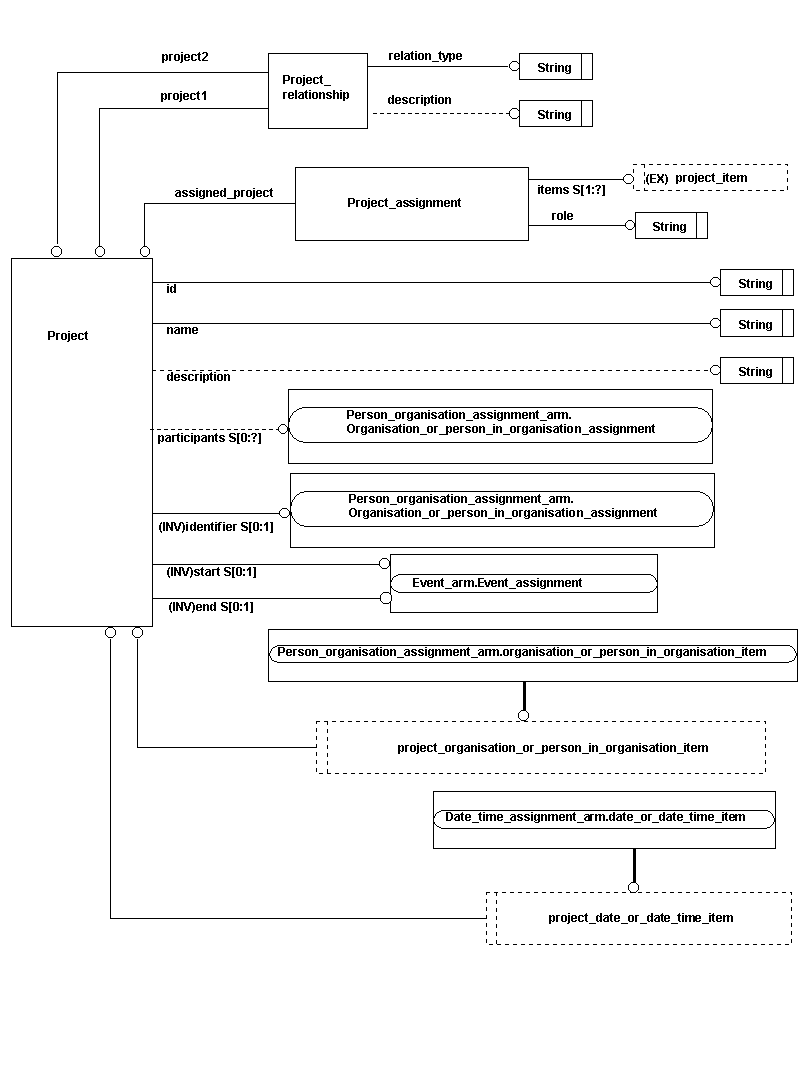 project2
relation_type
String
Project_
relationship
project1
description
String
assigned_project
Project_assignment
items S[1:?]
(EX) project_item
role
String
Project
id
String
name
String
description
String
participants S[0:?]
Person_organisation_assignment_arm.
Organisation_or_person_in_organisation_assignment
(INV)identifier S[0:1]
Person_organisation_assignment_arm.
Organisation_or_person_in_organisation_assignment
(INV)start S[0:1]
Event_arm.Event_assignment
(INV)end S[0:1]
Person_organisation_assignment_arm.organisation_or_person_in_organisation_item
project_organisation_or_person_in_organisation_item
Date_time_assignment_arm.date_or_date_time_item
project_date_or_date_time_item